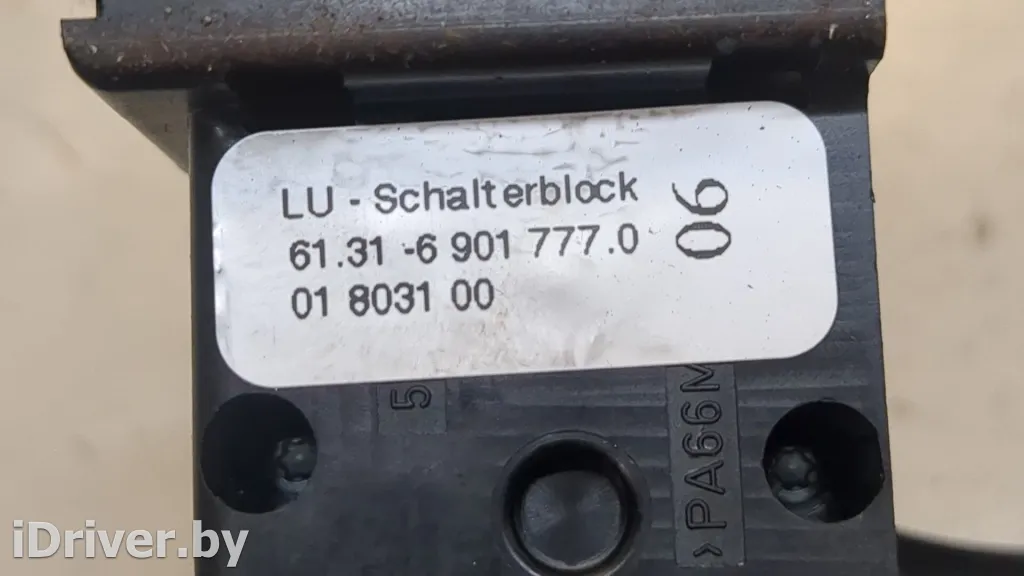 LU - Schalterblock
61.31 -6 901 777.0
01 8031 00
06
5
>PA66M
iDriver.by